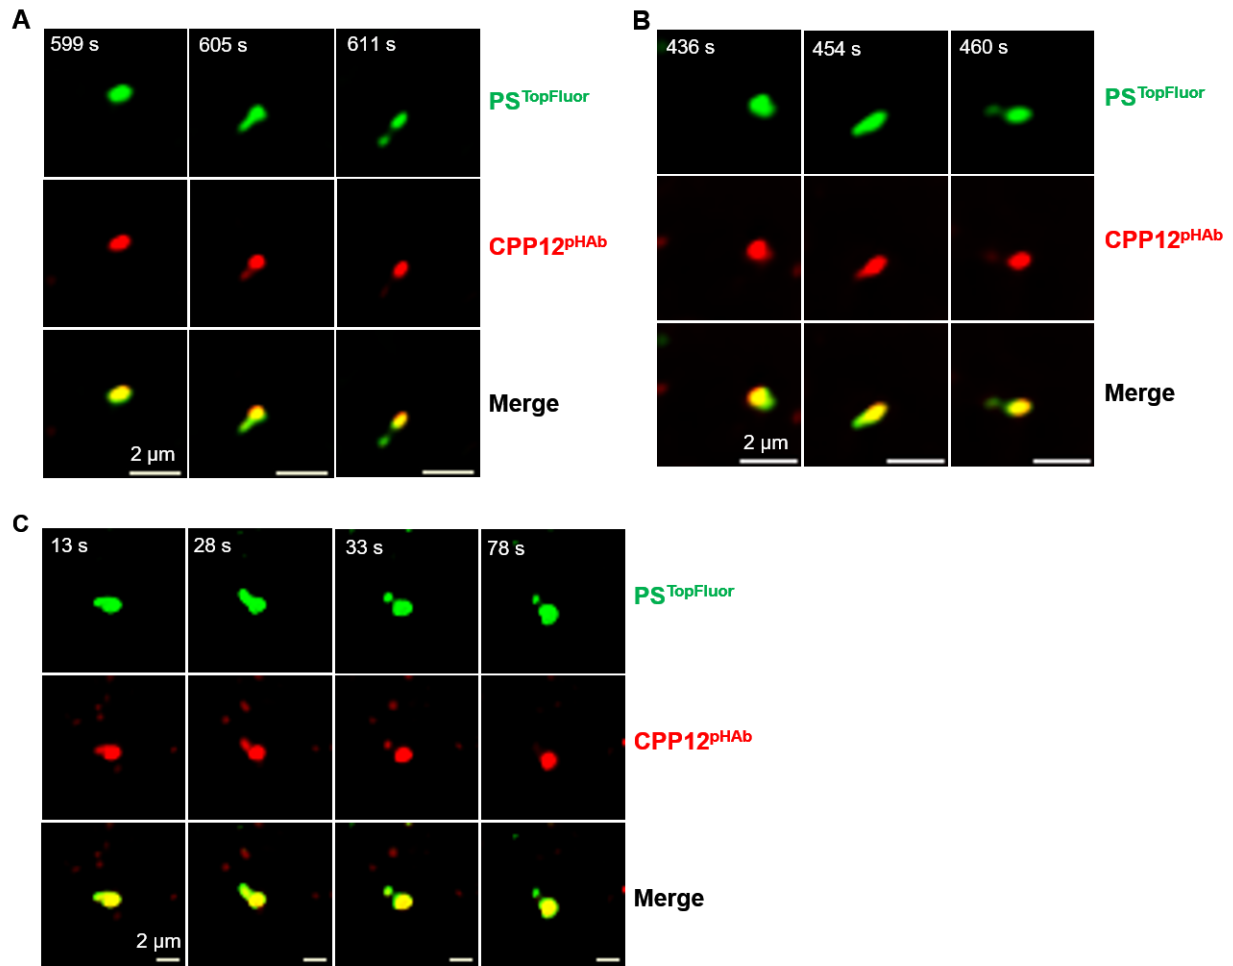 A
599 s
605 s
611 s
PSTopFluor
CPP12pHAb
Merge
2 μm
B
436 s
454 s
460 s
PSTopFluor
CPP12pHAb
Merge
2 μm
C
13 s
28 s
33 s
78 s
PSTopFluor
CPP12pHAb
Merge
2 μm